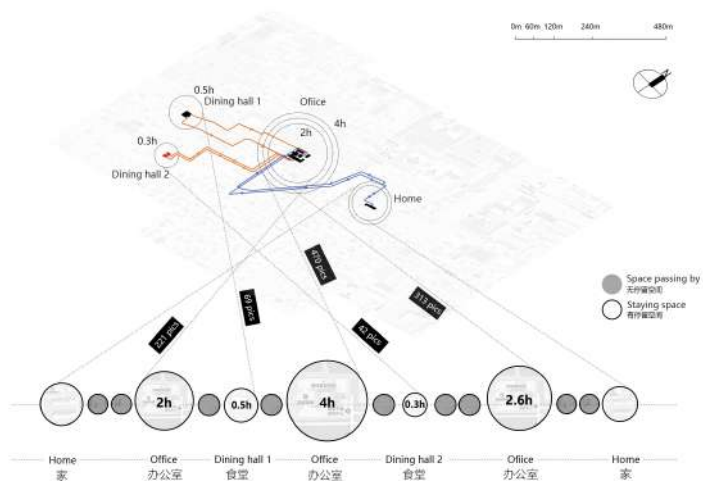 0m 60m 120m 240m 480m
N
0.5h
Dining hall 1
Ofiice
4h
2h
0.3h
Dining hall 2
Home
470 pics
69 pics
313 pics
221 pics
42 pics
Space passing by
无停留空间
Staying space
有停留空间
2h 0.5h 4h 0.3h 2.6h
Home Office Dining hall 1 Ofiice Dining hall 2 Ofiice Home
家 办公室 食堂 办公室 食堂 办公室 家